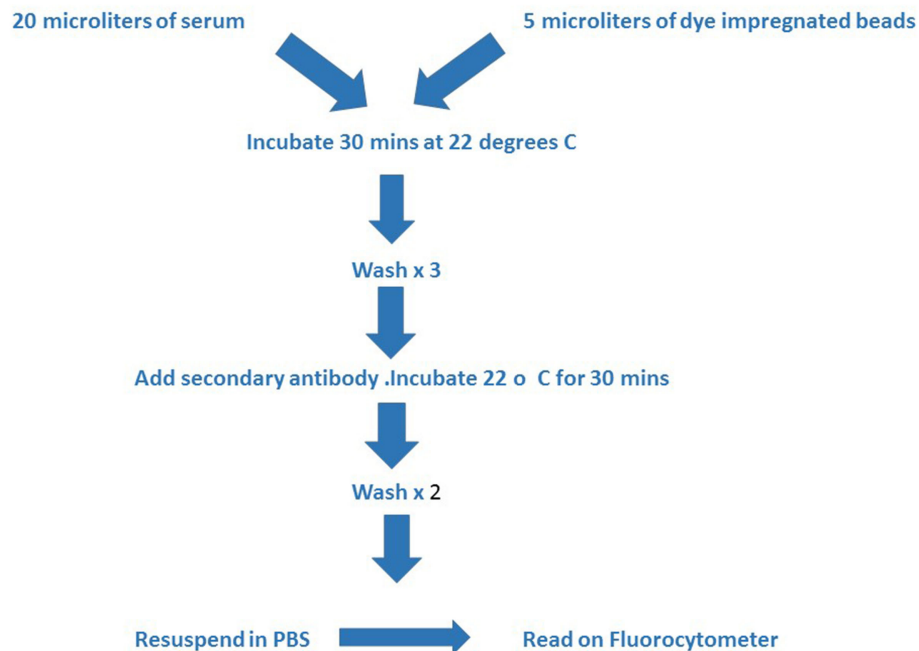 20 microliters of serum
5 microliters of dye impregnated beads
Incubate 30 mins at 22 degrees C
Wash x 3
Add secondary antibody .Incubate 22 o  C for 30 mins
Wash x 2
Resuspend in PBS
Read on Fluorocytometer